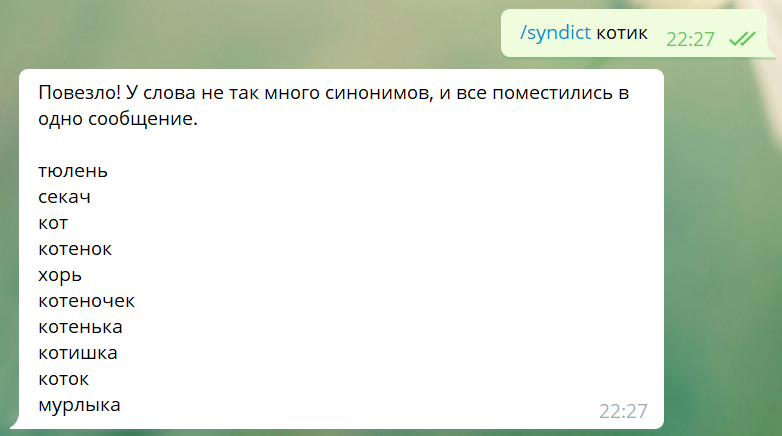 /syndict котик 22:27
Повезло! У слова не так много синонимов, и все поместились в
одно сообщение.
тюлень
секач
кот
котенок
хорь
котеночек
котенька
котишка
коток
мурлыка
22:27